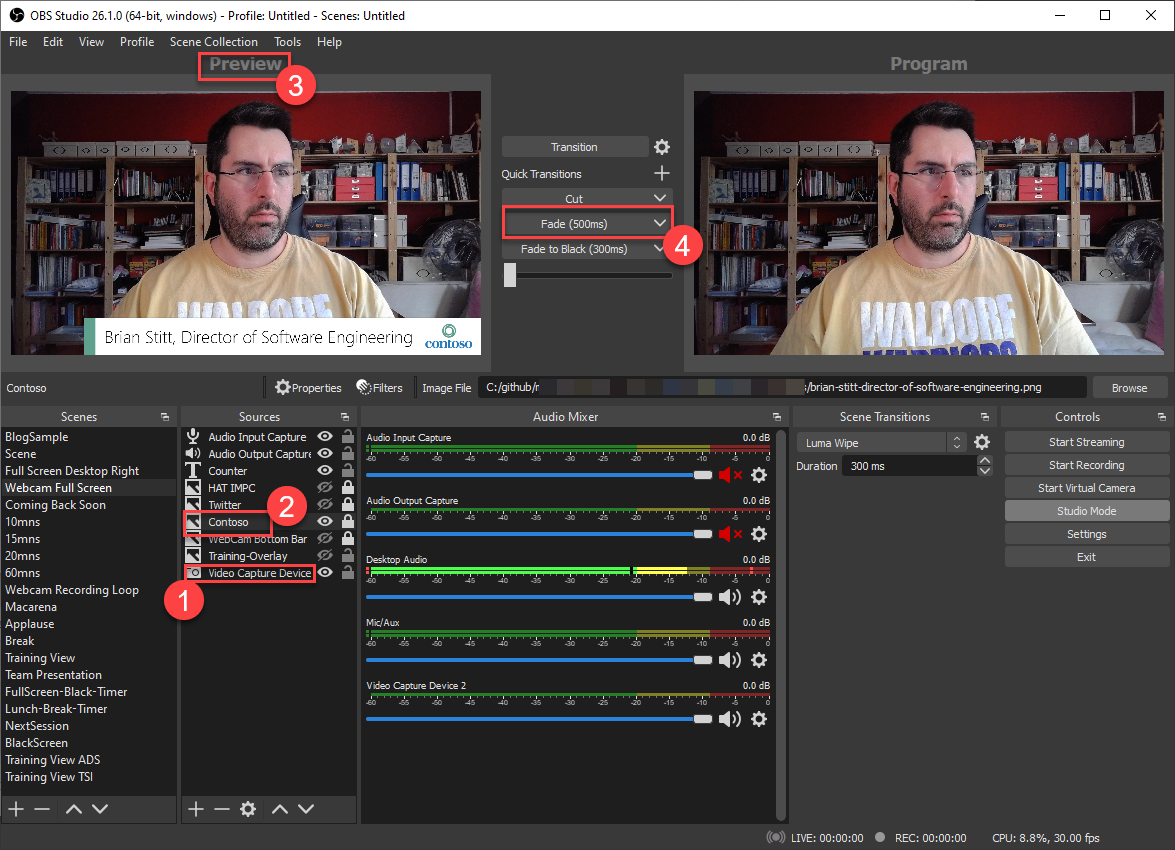 OBS Studio 26.1.0 (64-bit, windows) - Profile: Untitled - Scenes: Untitled
File Edit View Profile Scene Collection Tools Help
Preview
3
Program
Transition
Quick Transitions
Cut
Fade (500ms)
4
Fade to Black (300ms)
Brian Stitt, Director of Software Engineering
contoso
WALDORF
WALDORF
WARRIORS
Contoso
Properties
Filters
Image File
C:/github/
/brian-stitt-director-of-software-engineering.png
Browse
Scenes
BlogSample
Scene
Full Screen Desktop Right
Webcam Full Screen
Coming Back Soon
10mns
15mns
20mns
60mns
Webcam Recording Loop
Macarena
Applause
Break
Training View
Team Presentation
FullScreen-Black-Timer
Lunch-Break-Timer
NextSession
BlackScreen
Training View ADS
Training View TSI
Sources
Audio Input Capture
Audio Output Capture
Counter
HAT IMPC
Twitter
2
Contoso
WebCam Bottom Bar
Training-Overlay
Video Capture Device
1
Audio Mixer
Audio Input Capture 0.0 dB
-60 -55 -50 -45 -40 -35 -30 -25 -20 -15 -10 -5 0
Audio Output Capture 0.0 dB
-60 -55 -50 -45 -40 -35 -30 -25 -20 -15 -10 -5 0
Desktop Audio 0.0 dB
-60 -55 -50 -45 -40 -35 -30 -25 -20 -15 -10 -5 0
Mic/Aux 0.0 dB
-60 -55 -50 -45 -40 -35 -30 -25 -20 -15 -10 -5 0
Video Capture Device 2 0.0 dB
-60 -55 -50 -45 -40 -35 -30 -25 -20 -15 -10 -5 0
Scene Transitions
Luma Wipe
Duration 300 ms
Controls
Start Streaming
Start Recording
Start Virtual Camera
Studio Mode
Settings
Exit
LIVE: 00:00:00 REC: 00:00:00 CPU: 8.8%, 30.00 fps